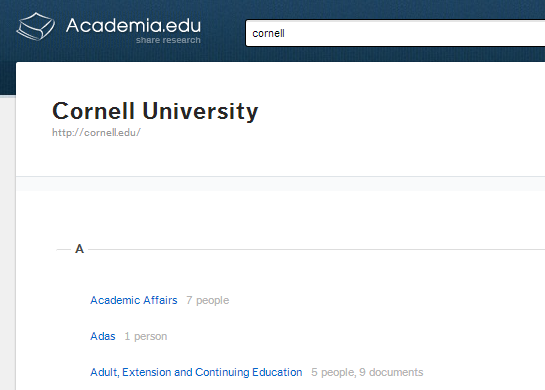 Academia.edu
share research
cornell
Cornell University
http://cornell.edu/
A
Academic Affairs 7 people
Adas 1 person
Adult, Extension and Continuing Education 5 people, 9 documents